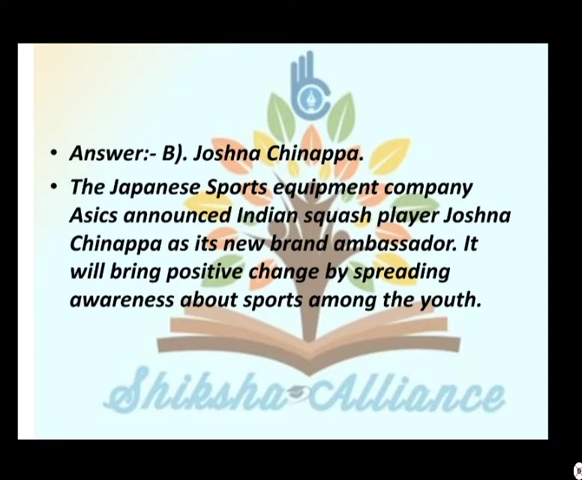 • Answer:- B). Joshna Chinappa.
• The Japanese Sports equipment company
Asics announced Indian squash player Joshna
Chinappa as its new brand ambassador. It
will bring positive change by spreading
awareness about sports among the youth.
Shiksha Alliance